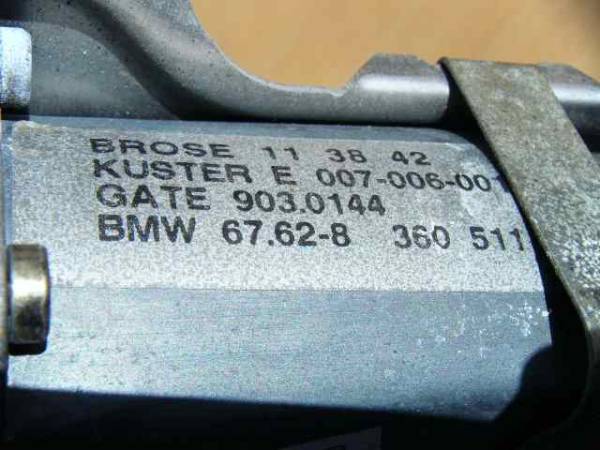 BROSE 11 38 42
KUSTER E 007-006-001
GATE 903.0144
BMW 67.62-8 360 511